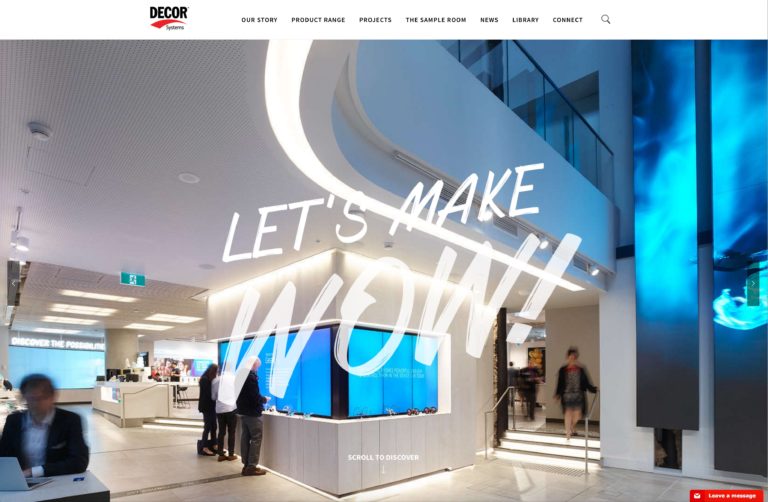 DECOR
Systems
OUR STORY
PRODUCT RANGE
PROJECTS
THE SAMPLE ROOM
NEWS
LIBRARY
CONNECT
LET'S MAKE
WOW!
DISCOVER THE POSSIBILIT
SCROLL TO DISCOVER
Leave a message